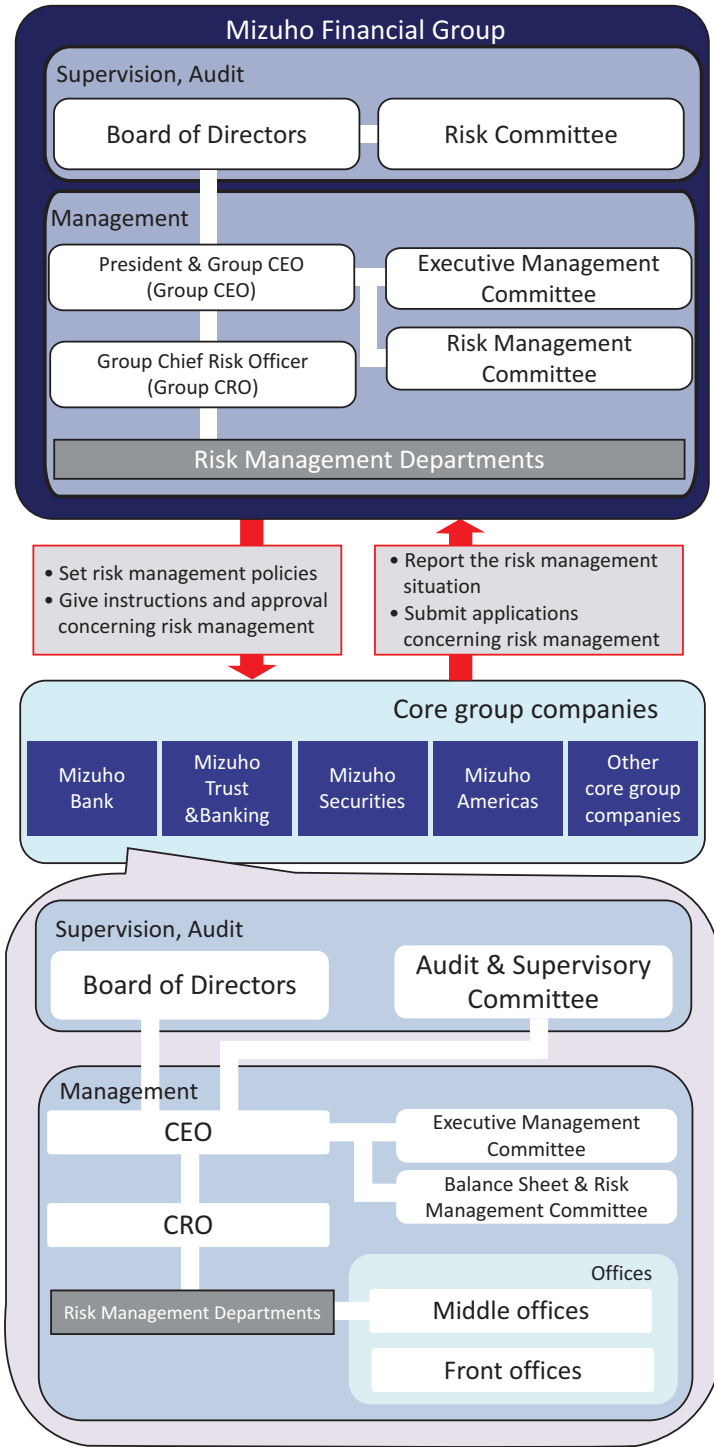 Mizuho Financial Group
Supervision, Audit
Board of Directors
Risk Committee
Management
President & Group CEO
(Group CEO)
Executive Management
Committee
Group Chief Risk Officer
(Group CRO)
Risk Management
Committee
Risk Management Departments
• Set risk management policies
• Give instructions and approval
concerning risk management
• Report the risk management
situation
• Submit applications
concerning risk management
Core group companies
Mizuho
Bank
Mizuho
Trust
&Banking
Mizuho
Securities
Mizuho
Americas
Other
core group
companies
Supervision, Audit
Board of Directors
Audit & Supervisory
Committee
Management
CEO
Executive Management
Committee
Balance Sheet & Risk
Management Committee
CRO
Offices
Risk Management Departments
Middle offices
Front offices